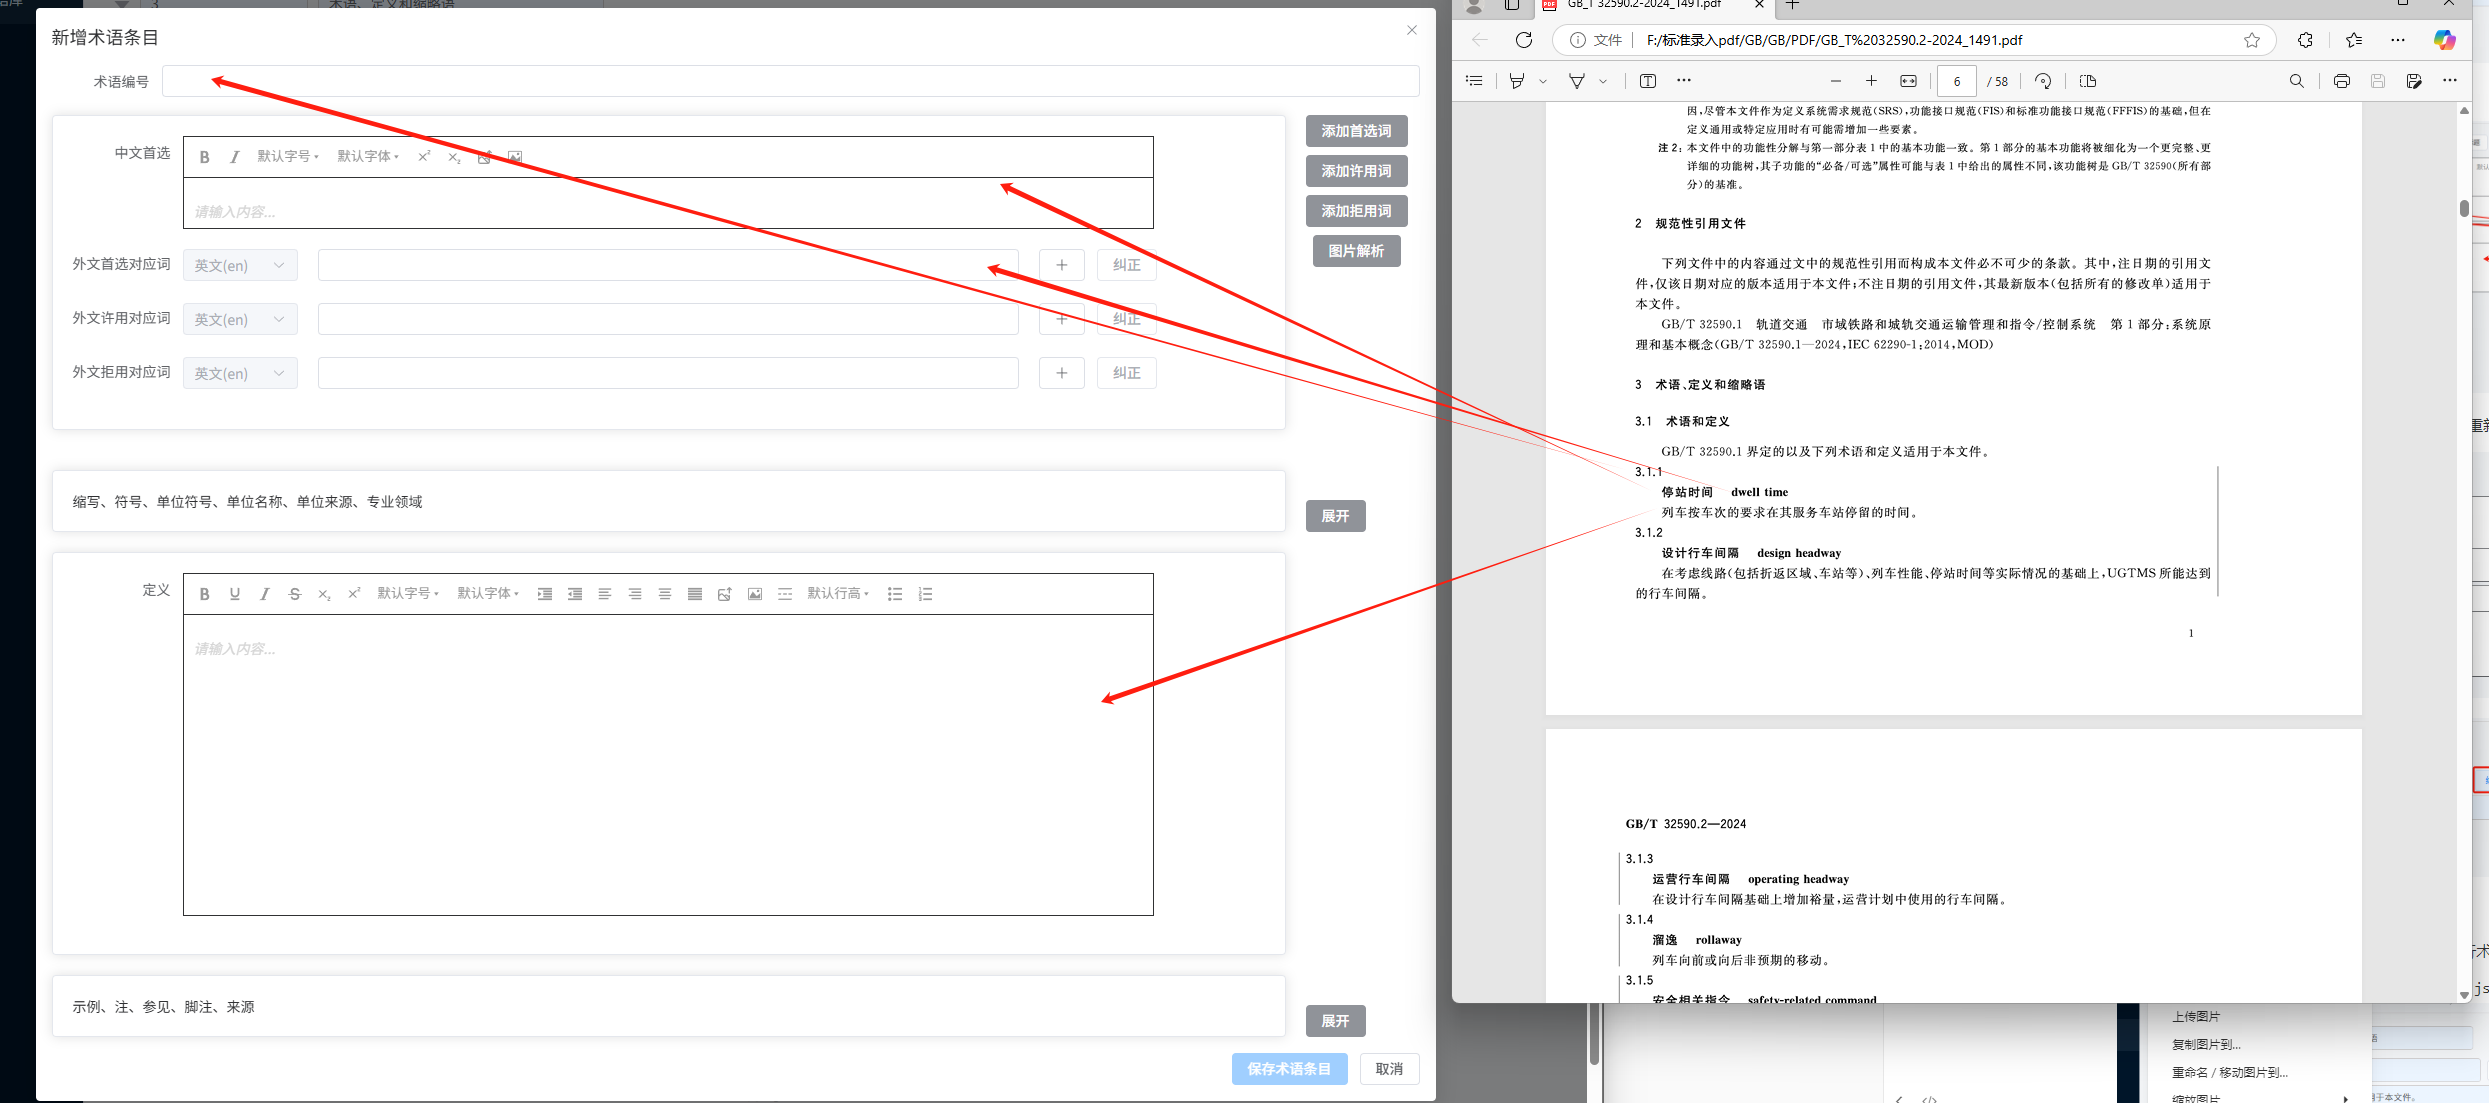 3
术语、定义和缩略语
新增术语条目
术语编号
中文首选
B I 默认字号 默认字体 x² x₂
请输入内容...
外文首选对应词 英文(en) + 纠正
外文许用对应词 英文(en) + 纠正
外文拒用对应词 英文(en) + 纠正
添加首选词
添加许用词
添加拒用词
图片解析
缩写、符号、单位符号、单位名称、单位来源、专业领域
展开
定义
B U I S x₂ x² 默认字号 默认字体 默认行高
请输入内容...
示例、注、参见、脚注、来源
展开
保存术语条目 取消
GB_T 32590.2-2024_1491.pdf
文件 F:/标准录入pdf/GB/GB/PDF/GB_T%2032590.2-2024_1491.pdf
6 / 58
因,尽管本文件作为定义系统需求规范(SRS),功能接口规范(FIS)和标准功能接口规范(FFFIS)的基础,但在
定义通用或特定应用时有可能需增加一些要素。
注 2: 本文件中的功能性分解与第一部分表 1 中的基本功能一致。第 1 部分的基本功能将被细化为一个更完整、更
详细的功能树,其子功能的“必备/可选”属性可能与表 1 中给出的属性不同,该功能树是 GB/T 32590(所有部
分)的基准。
2 规范性引用文件
下列文件中的内容通过文中的规范性引用而构成本文件必不可少的条款。其中,注日期的引用文
件,仅该日期对应的版本适用于本文件;不注日期的引用文件,其最新版本(包括所有的修改单)适用于
本文件。
GB/T 32590.1 轨道交通 市域铁路和城轨交通运输管理和指令/控制系统 第 1 部分:系统原
理和基本概念(GB/T 32590.1—2024,IEC 62290-1:2014,MOD)
3 术语、定义和缩略语
3.1 术语和定义
GB/T 32590.1 界定的以及下列术语和定义适用于本文件。
3.1.1
停站时间 dwell time
列车按车次的要求在其服务车站停留的时间。
3.1.2
设计行车间隔 design headway
在考虑线路(包括折返区域、车站等)、列车性能、停站时间等实际情况的基础上,UGTMS 所能达到
的行车间隔。
1
GB/T 32590.2—2024
3.1.3
运营行车间隔 operating headway
在设计行车间隔基础上增加裕量,运营计划中使用的行车间隔。
3.1.4
溜逸 rollaway
列车向前或向后非预期的移动。
3.1.5
安全相关指令 safety-related command
上传图片
复制图片到...
重命名 / 移动图片到...
缩放图片